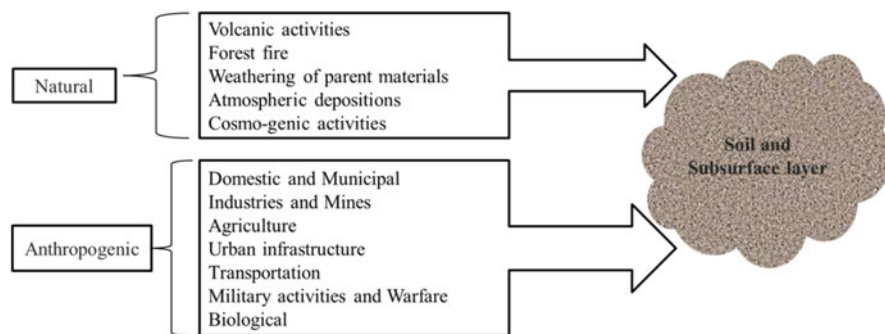 Natural
Volcanic activities
Forest fire
Weathering of parent materials
Atmospheric depositions
Cosmo-genic activities
Anthropogenic
Domestic and Municipal
Industries and Mines
Agriculture
Urban infrastructure
Transportation
Military activities and Warfare
Biological
Soil and
Subsurface layer